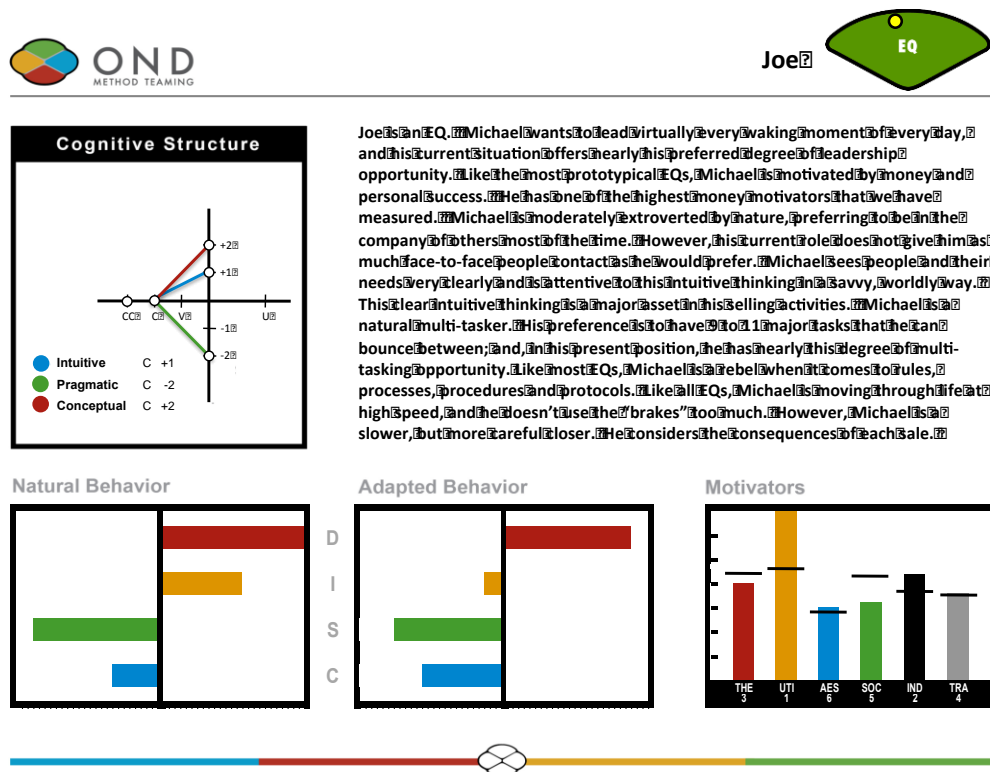 OND
METHOD TEAMING
Joe
EQ
Cognitive Structure
+2
+1
CC C V U
-1
-2
Intuitive C +1
Pragmatic C -2
Conceptual C +2
Joe is an EQ. Michael wants to lead virtually every waking moment of every day,
and his current situation offers nearly his preferred degree of leadership
opportunity. Like the most prototypical EQs, Michael is motivated by money and
personal success. He has one of the highest money motivators that we have
measured. Michael is moderately extroverted by nature, preferring to be in the
company of others most of the time. However, his current role does not give him as
much face-to-face people contact as he would prefer. Michael sees people and their
needs very clearly and is attentive to this intuitive thinking in a savvy, worldly way.
This clear intuitive thinking is a major asset in his selling activities. Michael is a
natural multi-tasker. His preference is to have 9 to 11 major tasks that he can
bounce between; and, in his present position, he has nearly this degree of multi-
tasking opportunity. Like most EQs, Michael is a rebel when it comes to rules,
processes, procedures and protocols. Like all EQs, Michael is moving through life at
high speed, and he doesn't use the "brakes" too much. However, Michael is a
slower, but more careful closer. He considers the consequences of each sale.
Natural Behavior
Adapted Behavior
D
I
S
C
Motivators
THE UTI AES SOC IND TRA
3 1 6 5 2 4